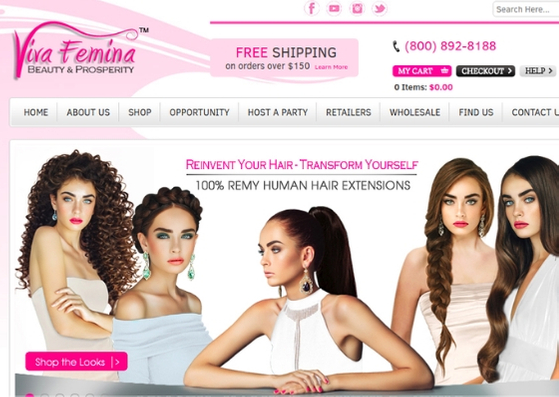 Search Here...
Viva Femina™
BEAUTY & PROSPERITY
FREE SHIPPING
on orders over $150 Learn More
(800) 892-8188
MY CART
CHECKOUT
HELP
0 Items: $0.00
HOME
ABOUT US
SHOP
OPPORTUNITY
HOST A PARTY
RETAILERS
WHOLESALE
FIND US
CONTACT U
REINVENT YOUR HAIR - TRANSFORM YOURSELF
100% REMY HUMAN HAIR EXTENSIONS
Shop the Looks